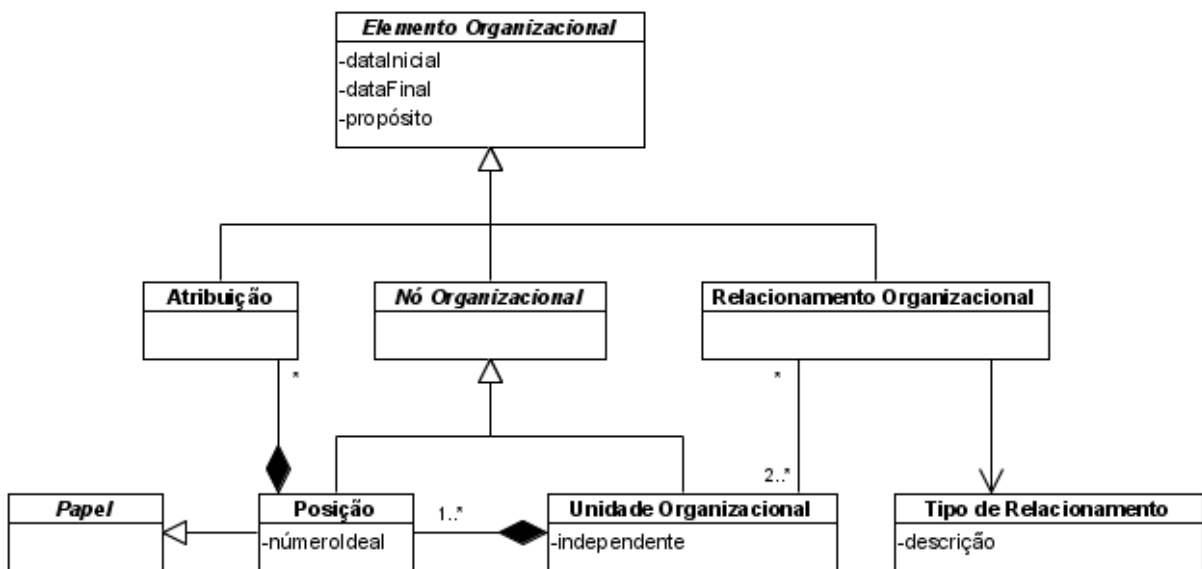 Elemento Organizacional
-dataInicial
-dataFinal
-propósito
Atribuição
Nó Organizacional
Relacionamento Organizacional
*
*
1..*
2..*
Papel
Posição
-númeroIdeal
Unidade Organizacional
-independente
Tipo de Relacionamento
-descrição